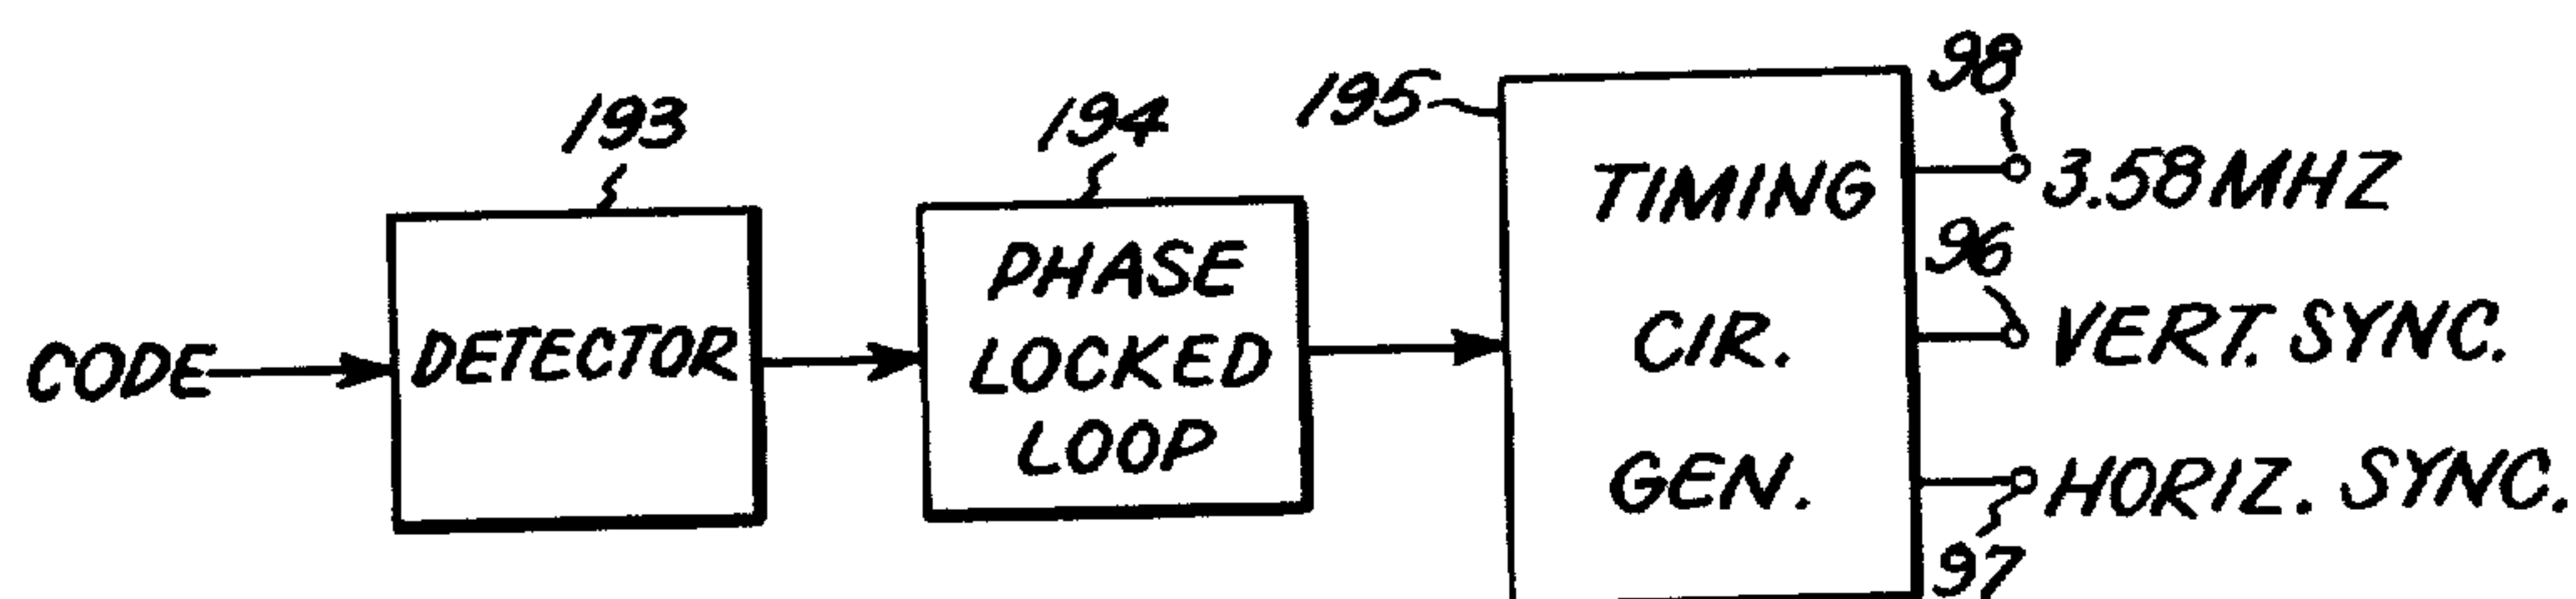 193
194
195
98
3.58MHZ
96
CODE
DETECTOR
PHASE
LOCKED
LOOP
TIMING
CIR.
GEN.
VERT. SYNC.
HORIZ. SYNC.
97